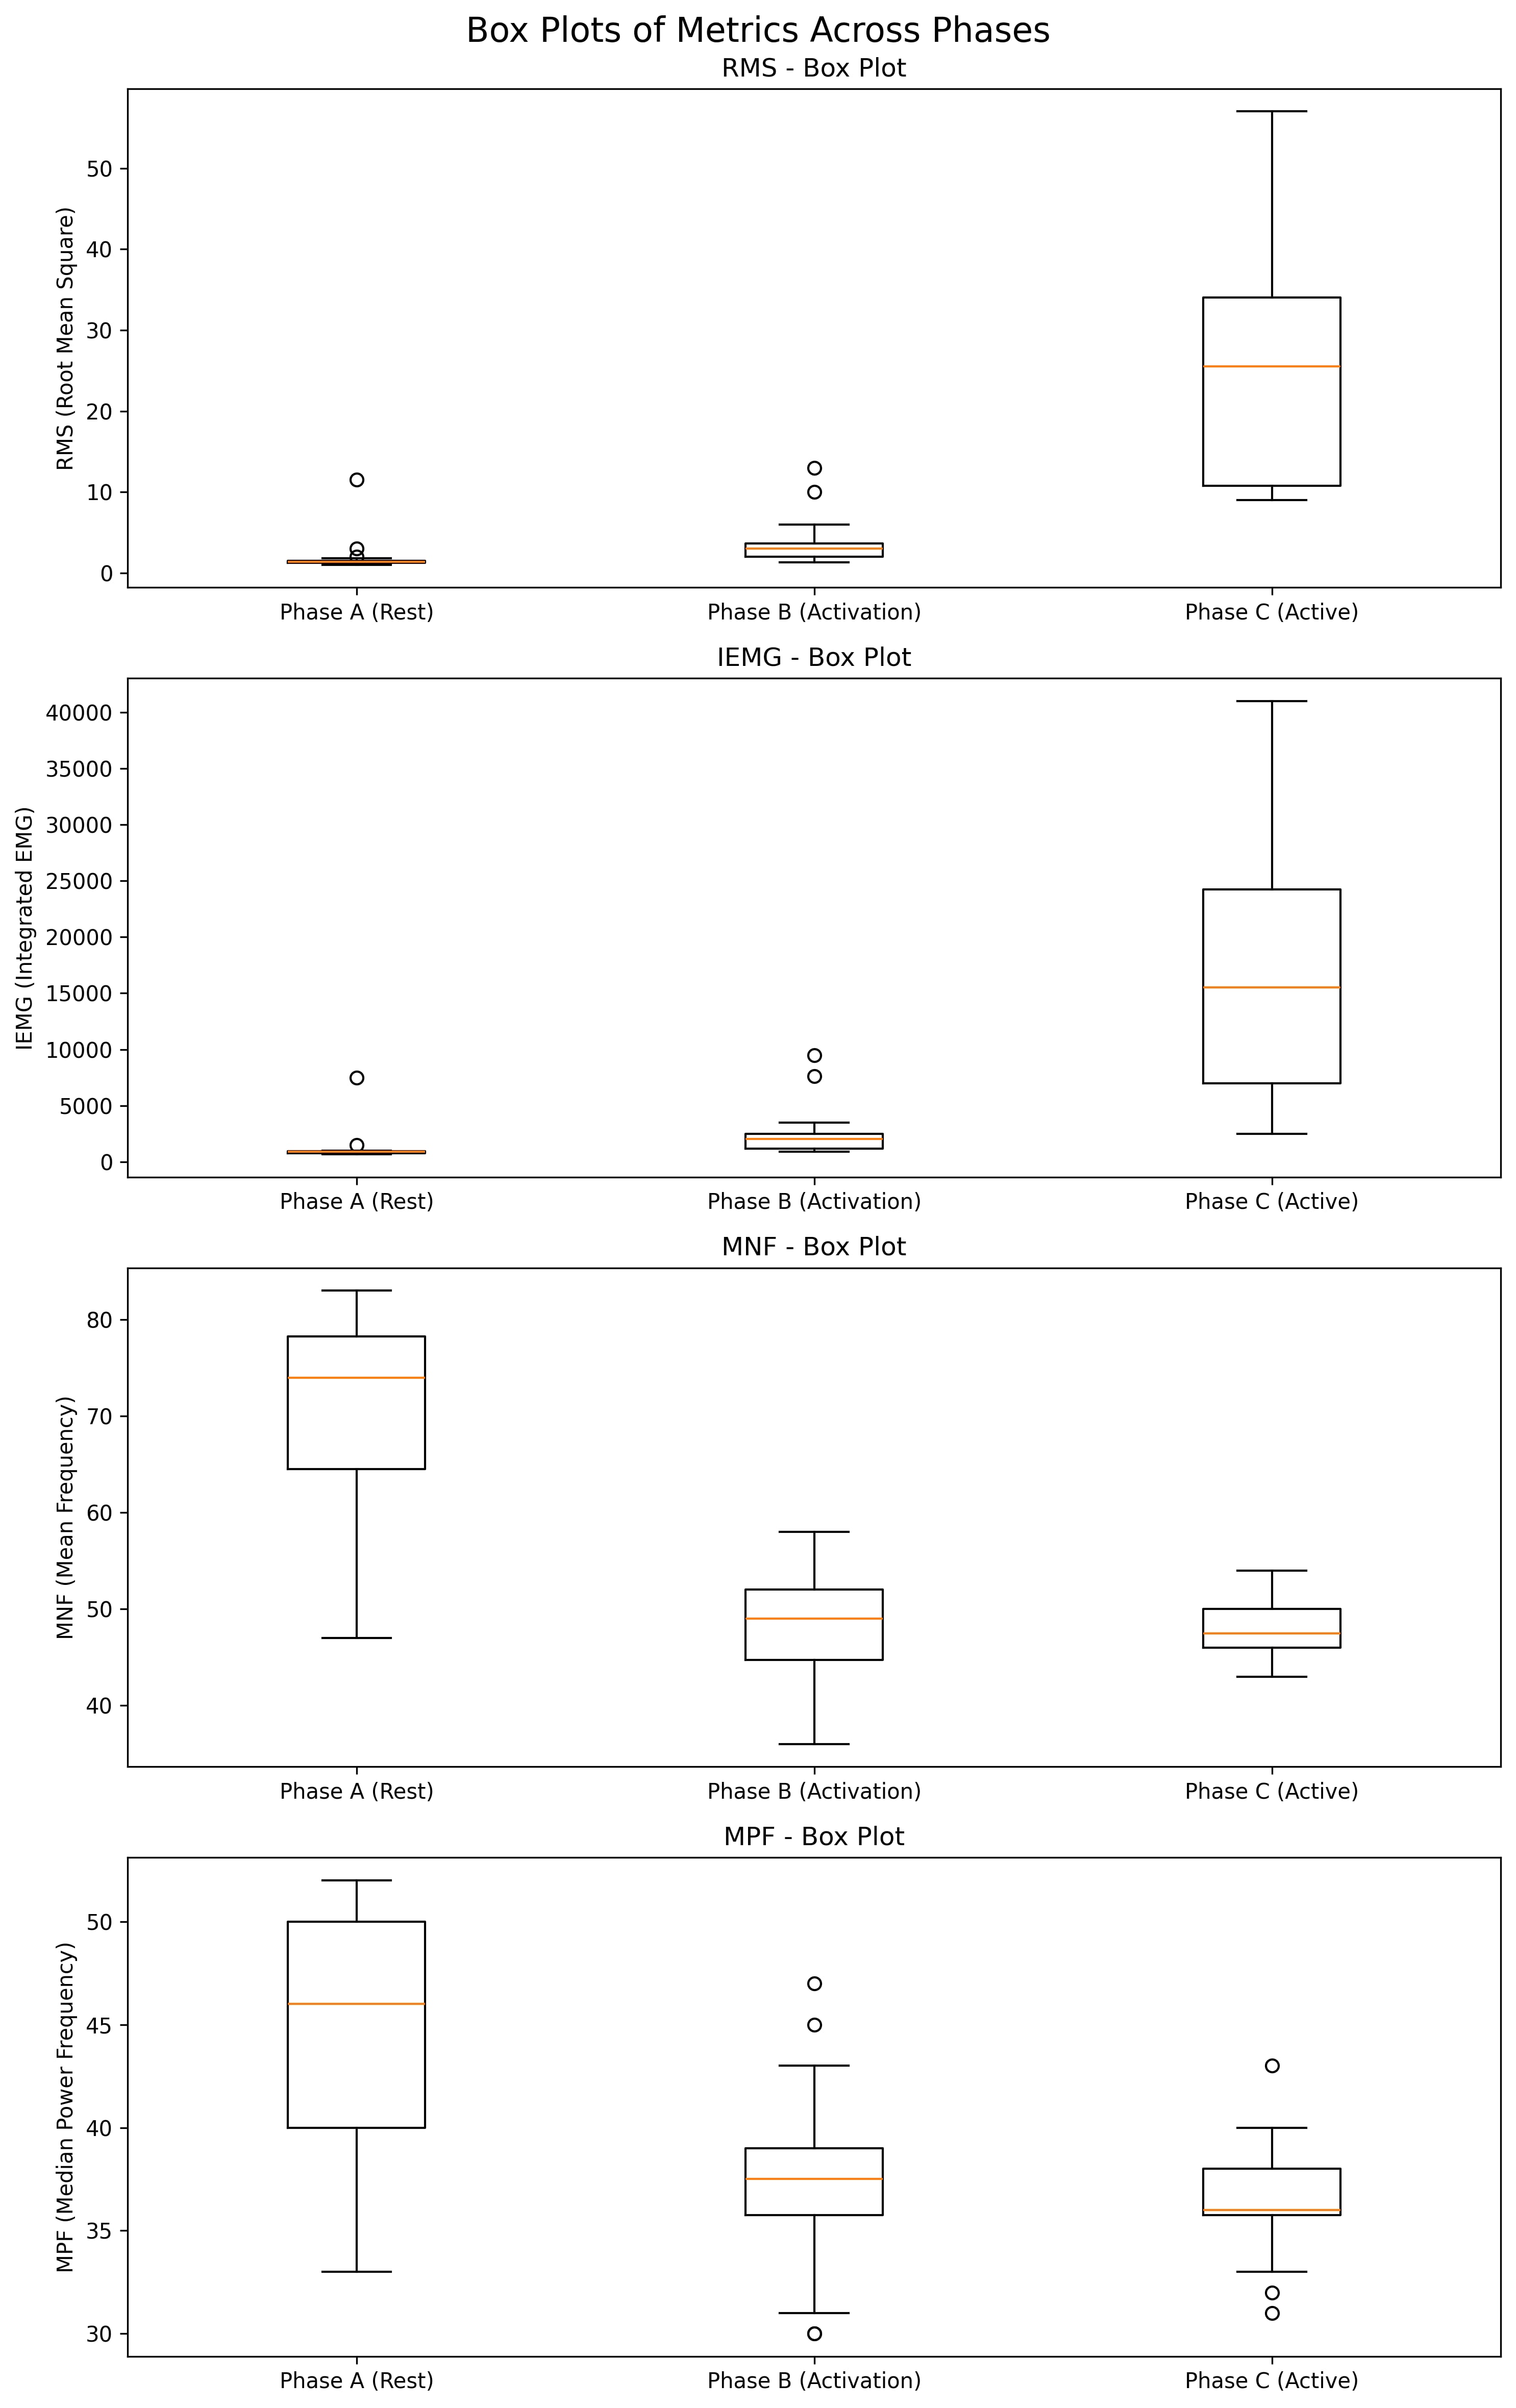 Box Plots of Metrics Across Phases
RMS - Box Plot
RMS (Root Mean Square)
50
40
30
20
10
0
Phase A (Rest)
Phase B (Activation)
Phase C (Active)
IEMG - Box Plot
IEMG (Integrated EMG)
40000
35000
30000
25000
20000
15000
10000
5000
0
Phase A (Rest)
Phase B (Activation)
Phase C (Active)
MNF - Box Plot
MNF (Mean Frequency)
80
70
60
50
40
Phase A (Rest)
Phase B (Activation)
Phase C (Active)
MPF - Box Plot
MPF (Median Power Frequency)
50
45
40
35
30
Phase A (Rest)
Phase B (Activation)
Phase C (Active)